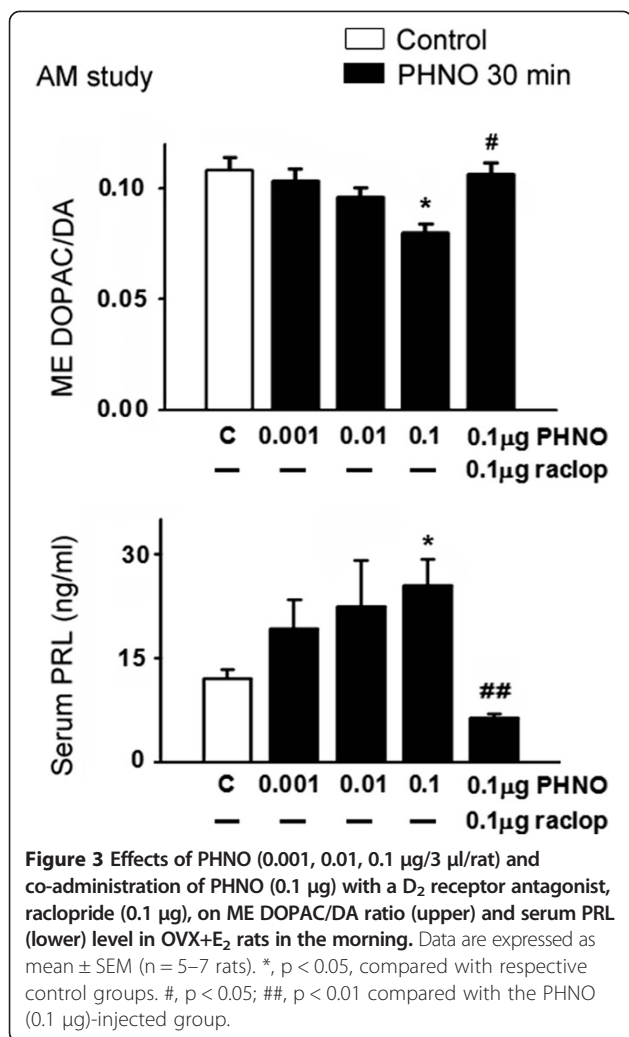 Control
AM study PHNO 30 min
#
*
0.10
0.05
0.00
ME DOPAC/DA
C 0.001 0.01 0.1 0.1µg PHNO
— — — — 0.1µg raclop
*
##
30
15
0
Serum PRL (ng/ml)
C 0.001 0.01 0.1 0.1µg PHNO
— — — — 0.1µg raclop
Figure 3 Effects of PHNO (0.001, 0.01, 0.1 μg/3 μl/rat) and
co-administration of PHNO (0.1 μg) with a D₂ receptor antagonist,
raclopride (0.1 μg), on ME DOPAC/DA ratio (upper) and serum PRL
(lower) level in OVX+E₂ rats in the morning. Data are expressed as
mean ± SEM (n = 5–7 rats). *, p < 0.05, compared with respective
control groups. #, p < 0.05; ##, p < 0.01 compared with the PHNO
(0.1 μg)-injected group.